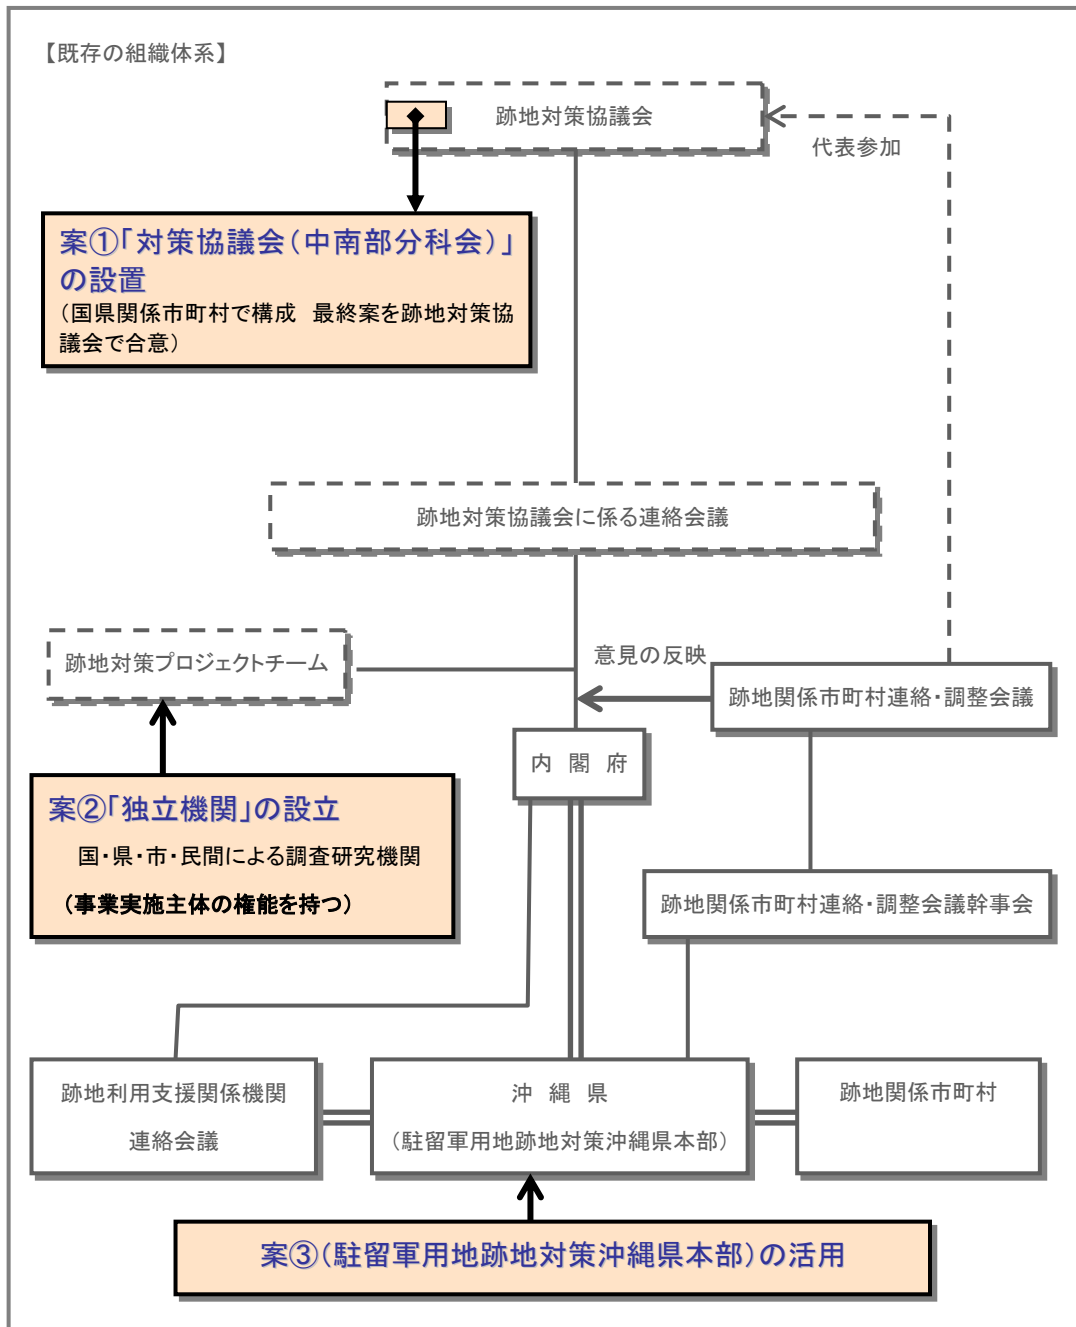 【既存の組織体系】
跡地対策協議会
代表参加
案①「対策協議会(中南部分科会)」
の設置
(国県関係市町村で構成　最終案を跡地対策協
議会で合意)
跡地対策協議会に係る連絡会議
跡地対策プロジェクトチーム
意見の反映
跡地関係市町村連絡・調整会議
内 閣 府
案②「独立機関」の設立
国・県・市・民間による調査研究機関
(事業実施主体の権能を持つ)
跡地関係市町村連絡・調整会議幹事会
跡地利用支援関係機関
連絡会議
沖 縄 県
(駐留軍用地跡地対策沖縄県本部)
跡地関係市町村
案③(駐留軍用地跡地対策沖縄県本部)の活用